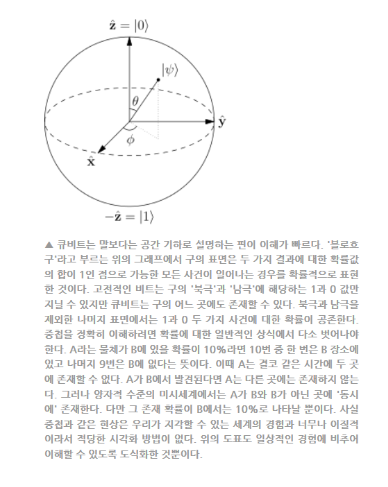 ẑ = |0⟩
|ψ⟩
θ
ŷ
ϕ
x̂
−ẑ = |1⟩
▲ 큐비트는 말보다는 공간 기하로 설명하는 편이 이해가 빠르다. '블로흐
구'라고 부르는 위의 그래프에서 구의 표면은 두 가지 결과에 대한 확률값
의 합이 1인 점으로 가능한 모든 사건이 일어나는 경우를 확률적으로 표현
한 것이다. 고전적인 비트는 구의 '북극'과 '남극'에 해당하는 1과 0 값만
지닐 수 있지만 큐비트는 구의 어느 곳에도 존재할 수 있다. 북극과 남극을
제외한 나머지 표면에서는 1과 0 두 가지 사건에 대한 확률이 공존한다.
중첩을 정확히 이해하려면 확률에 대한 일반적인 상식에서 다소 벗어나야
한다. A라는 물체가 B에 있을 확률이 10%라면 10번 중 한 번은 B 장소에
있고 나머지 9번은 B에 없다는 뜻이다. 이때 A는 결코 같은 시간에 두 곳
에 존재할 수 없다. A가 B에서 발견된다면 A는 다른 곳에는 존재하지 않는
다. 그러나 양자적 수준의 미시세계에서는 A가 B와 B가 아닌 곳에 '동시
에' 존재한다. 다만 그 존재 확률이 B에서는 10%로 나타날 뿐이다. 사실
중첩과 같은 현상은 우리가 지각할 수 있는 세계의 경험과 너무나 이질적
이라서 적당한 시각화 방법이 없다. 위의 도표도 일상적인 경험에 비추어
이해할 수 있도록 도식화한 것뿐이다.